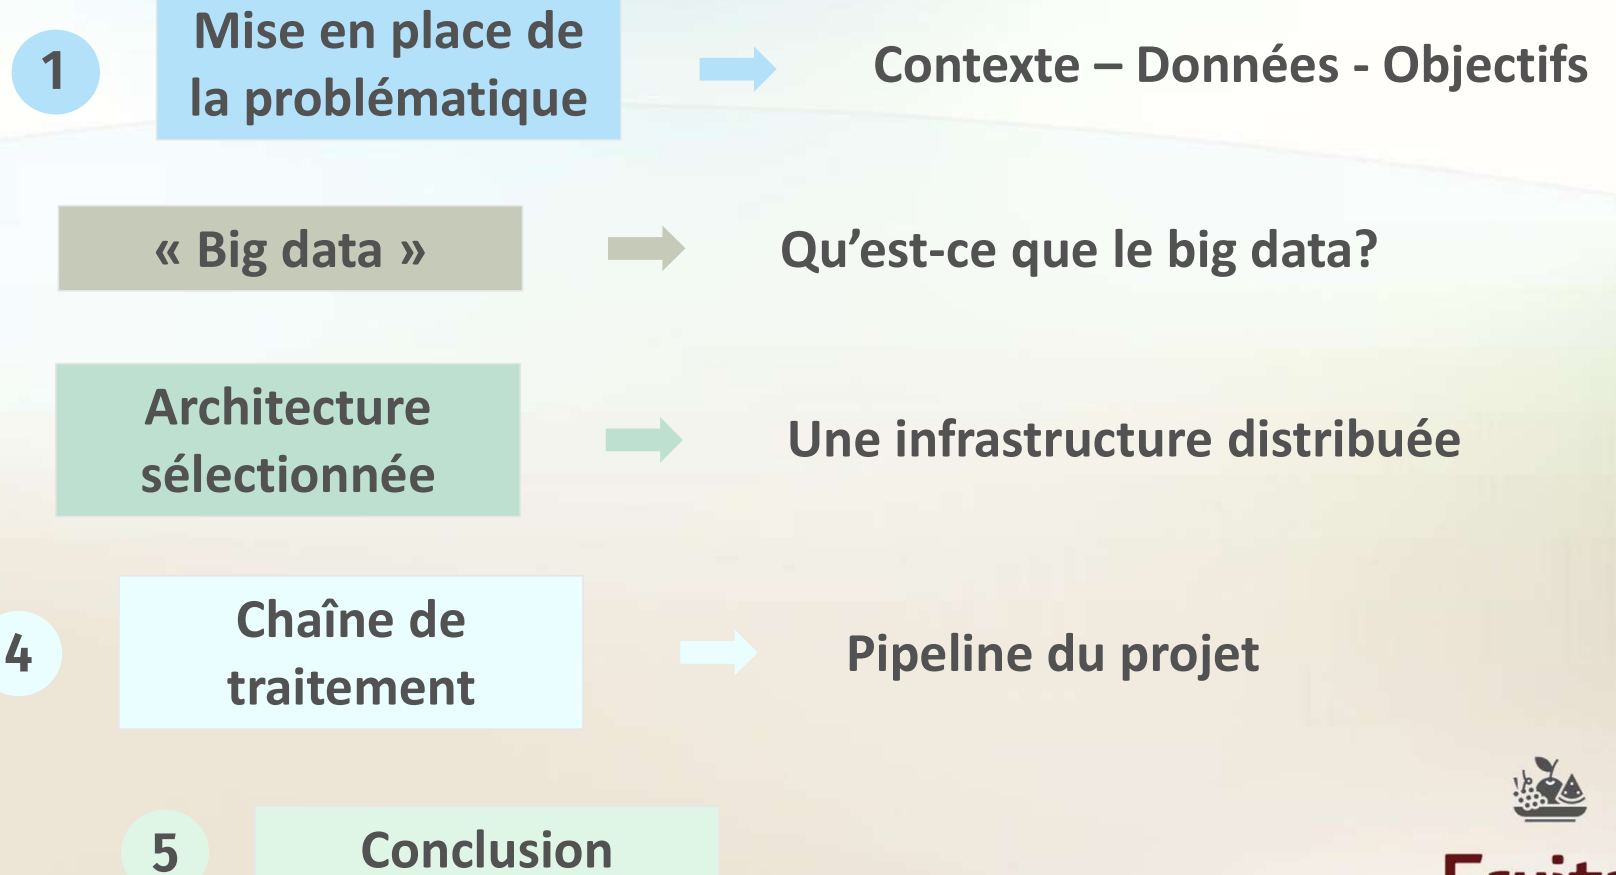 1
Mise en place de
la problématique
Contexte – Données - Objectifs
« Big data »
Qu’est-ce que le big data?
Architecture
sélectionnée
Une infrastructure distribuée
4
Chaîne de
traitement
Pipeline du projet
5
Conclusion